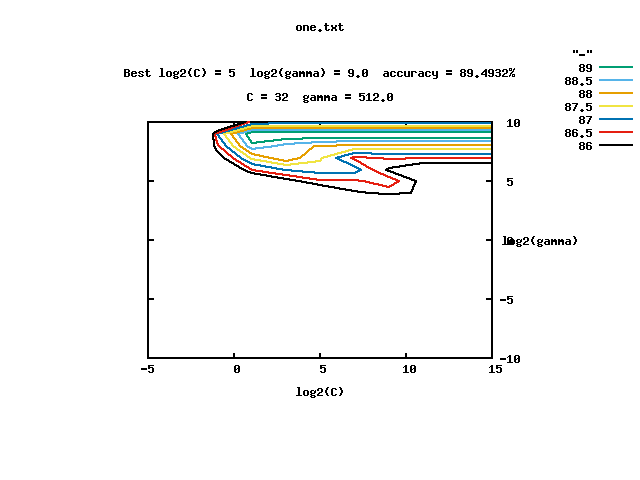 one.txt
"-"
Best log2(C) = 5  log2(gamma) = 9.0  accuracy = 89.4932%
C = 32  gamma = 512.0
89
88.5
88
87.5
87
86.5
86
10
5
0
log2(gamma)
-5
-10
-5 0 5 10 15
log2(C)